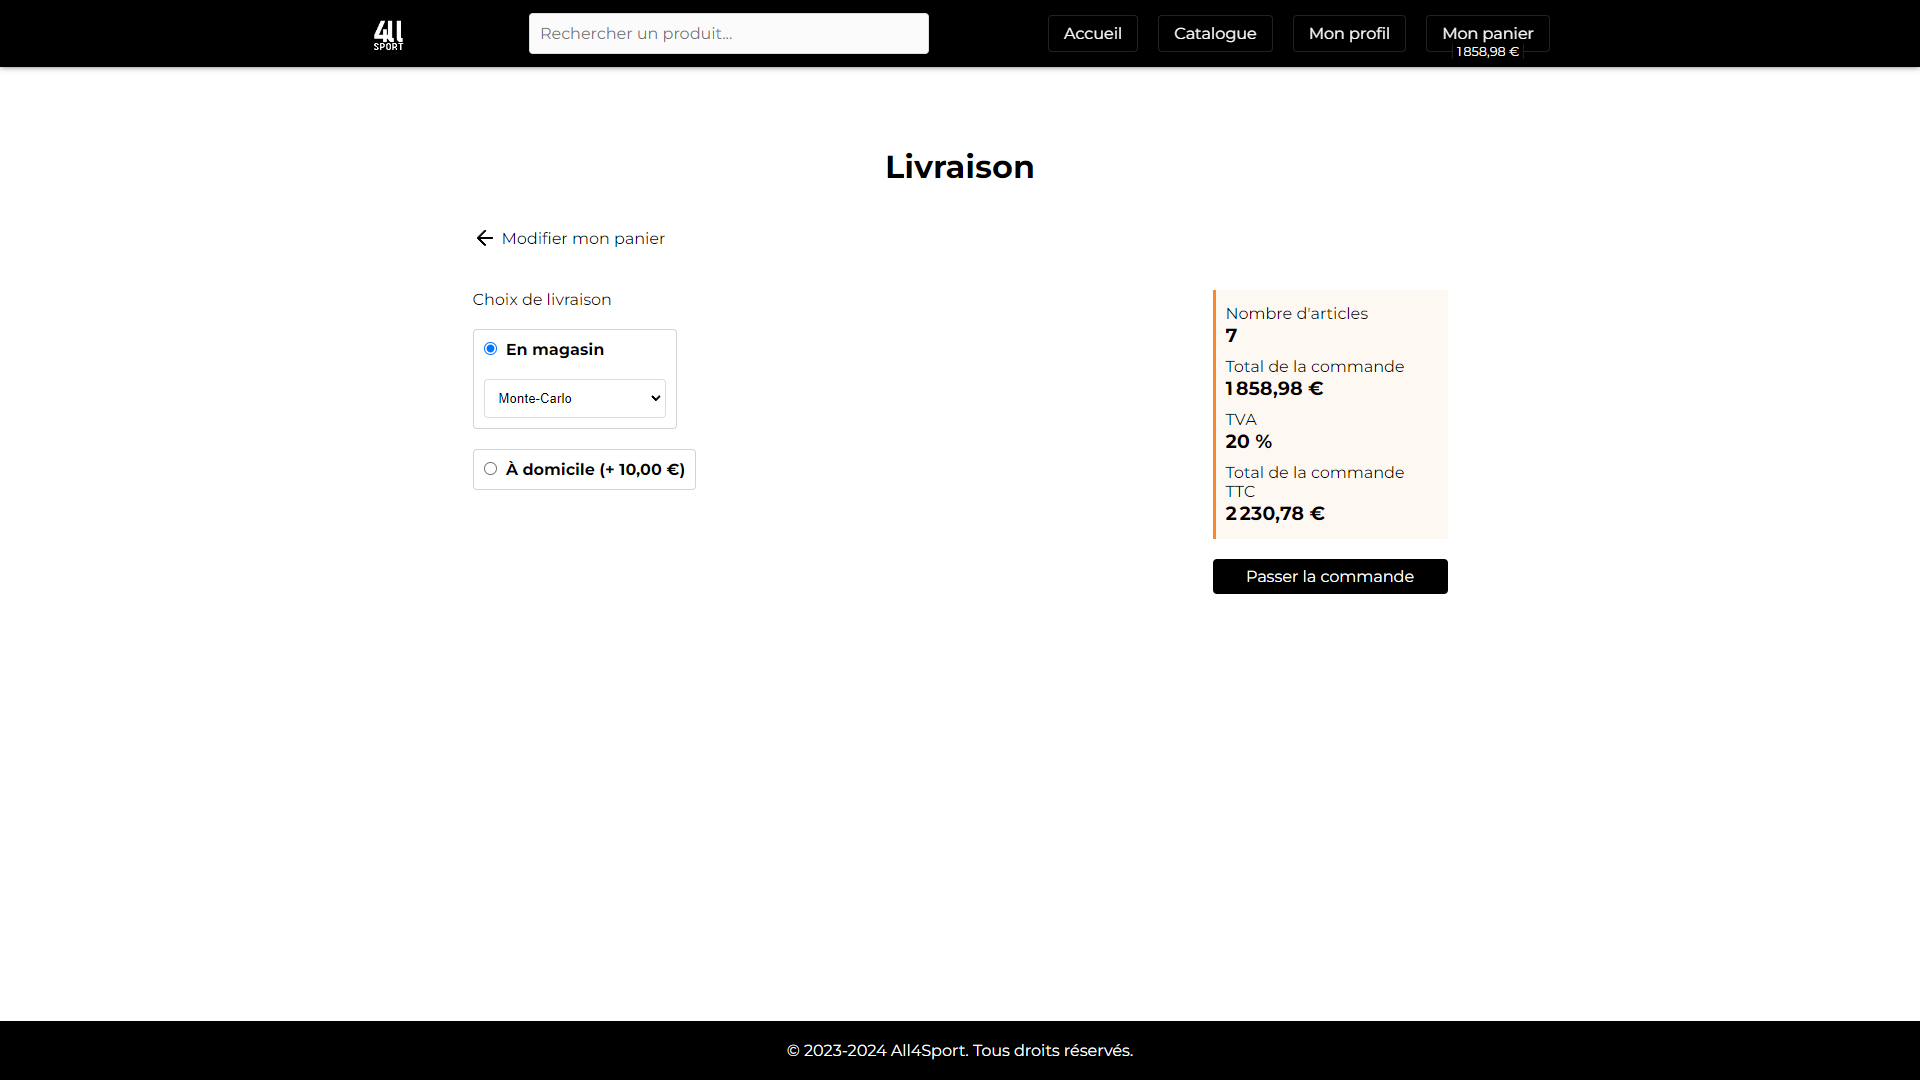 4ll
SPORT
Rechercher un produit...
Accueil
Catalogue
Mon profil
Mon panier
1 858,98 €
Livraison
Modifier mon panier
Choix de livraison
En magasin
Monte-Carlo
À domicile (+ 10,00 €)
Nombre d'articles
7
Total de la commande
1 858,98 €
TVA
20 %
Total de la commande
TTC
2 230,78 €
Passer la commande
© 2023-2024 All4Sport. Tous droits réservés.